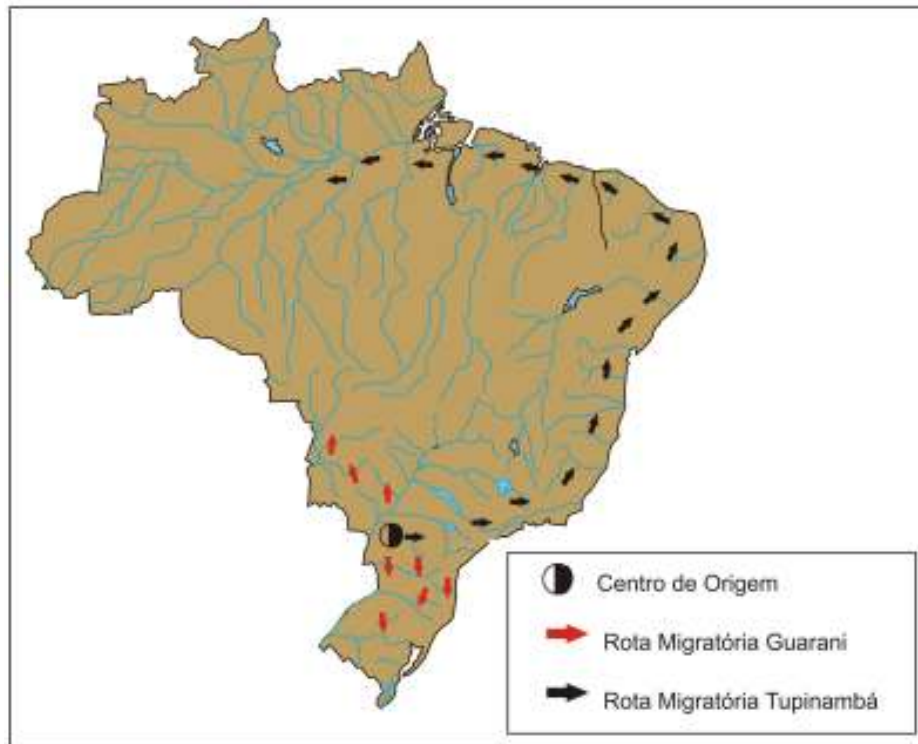 Centro de Origem
Rota Migratória Guarani
Rota Migratória Tupinambá